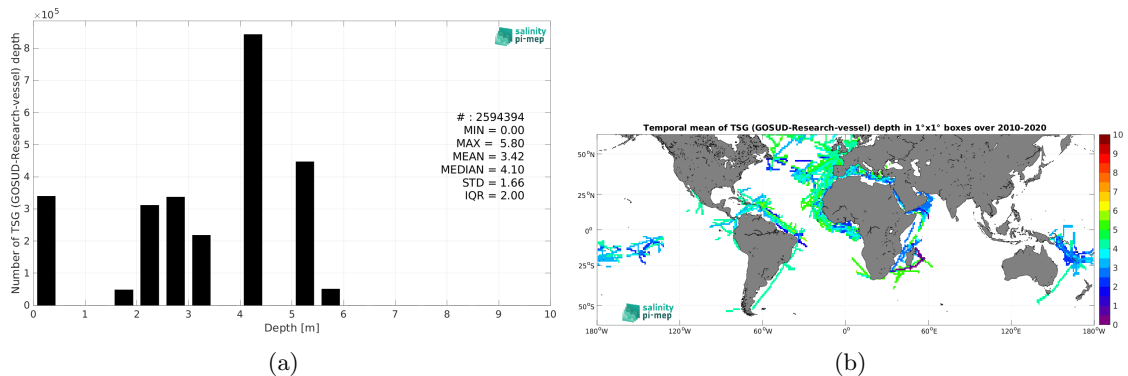 ×10⁵
8
7
6
5
4
3
2
1
0
Number of TSG (GOSUD-Research-vessel) depth
salinity
pi-mep
# : 2594394
MIN = 0.00
MAX = 5.80
MEAN = 3.42
MEDIAN = 4.10
STD = 1.66
IQR = 2.00
0 1 2 3 4 5 6 7 8 9 10
Depth [m]
(a)
Temporal mean of TSG (GOSUD-Research-vessel) depth in 1°x1° boxes over 2010-2020
50°N
25°N
0°
25°S
50°S
salinity
pi-mep
180°W 120°W 60°W 0° 60°E 120°E 180°W
10
9
8
7
6
5
4
3
2
1
0
(b)